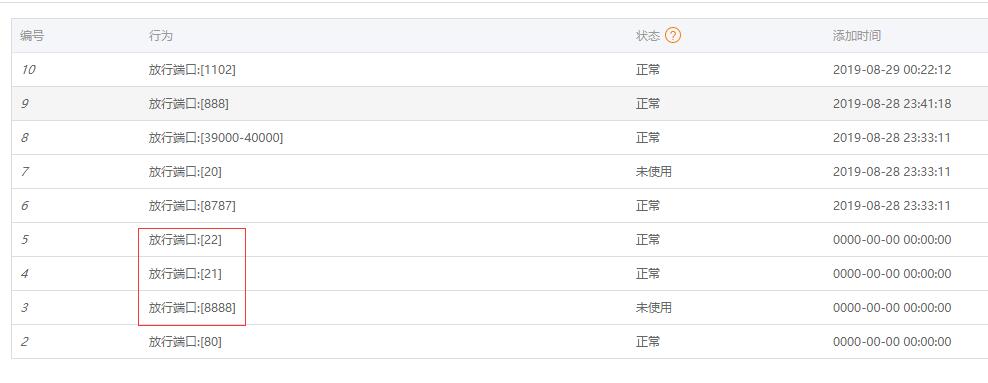 编号 行为 状态 ? 添加时间
10 放行端口:[1102] 正常 2019-08-29 00:22:12
9 放行端口:[888] 正常 2019-08-28 23:41:18
8 放行端口:[39000-40000] 正常 2019-08-28 23:33:11
7 放行端口:[20] 未使用 2019-08-28 23:33:11
6 放行端口:[8787] 正常 2019-08-28 23:33:11
5 放行端口:[22] 正常 0000-00-00 00:00:00
4 放行端口:[21] 正常 0000-00-00 00:00:00
3 放行端口:[8888] 未使用 0000-00-00 00:00:00
2 放行端口:[80] 正常 0000-00-00 00:00:00